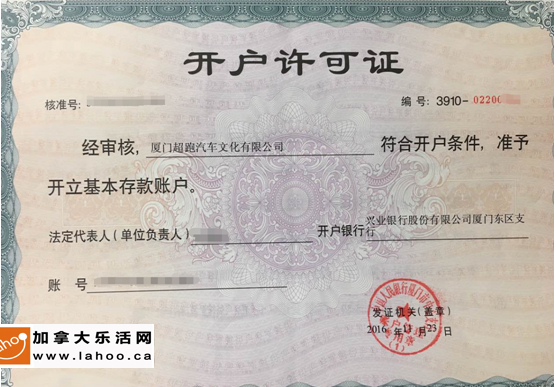 开户许可证
核准号:
编号: 3910-02206
经审核, 厦门超跑汽车文化有限公司 符合开户条件, 准予
开立基本存款账户。
法定代表人(单位负责人) 开户银行 兴业银行股份有限公司厦门东区支行
账 号
发证机关(盖章)
2016年11月23日
(1)
加拿大乐活网
www.lahoo.ca
Lahoo